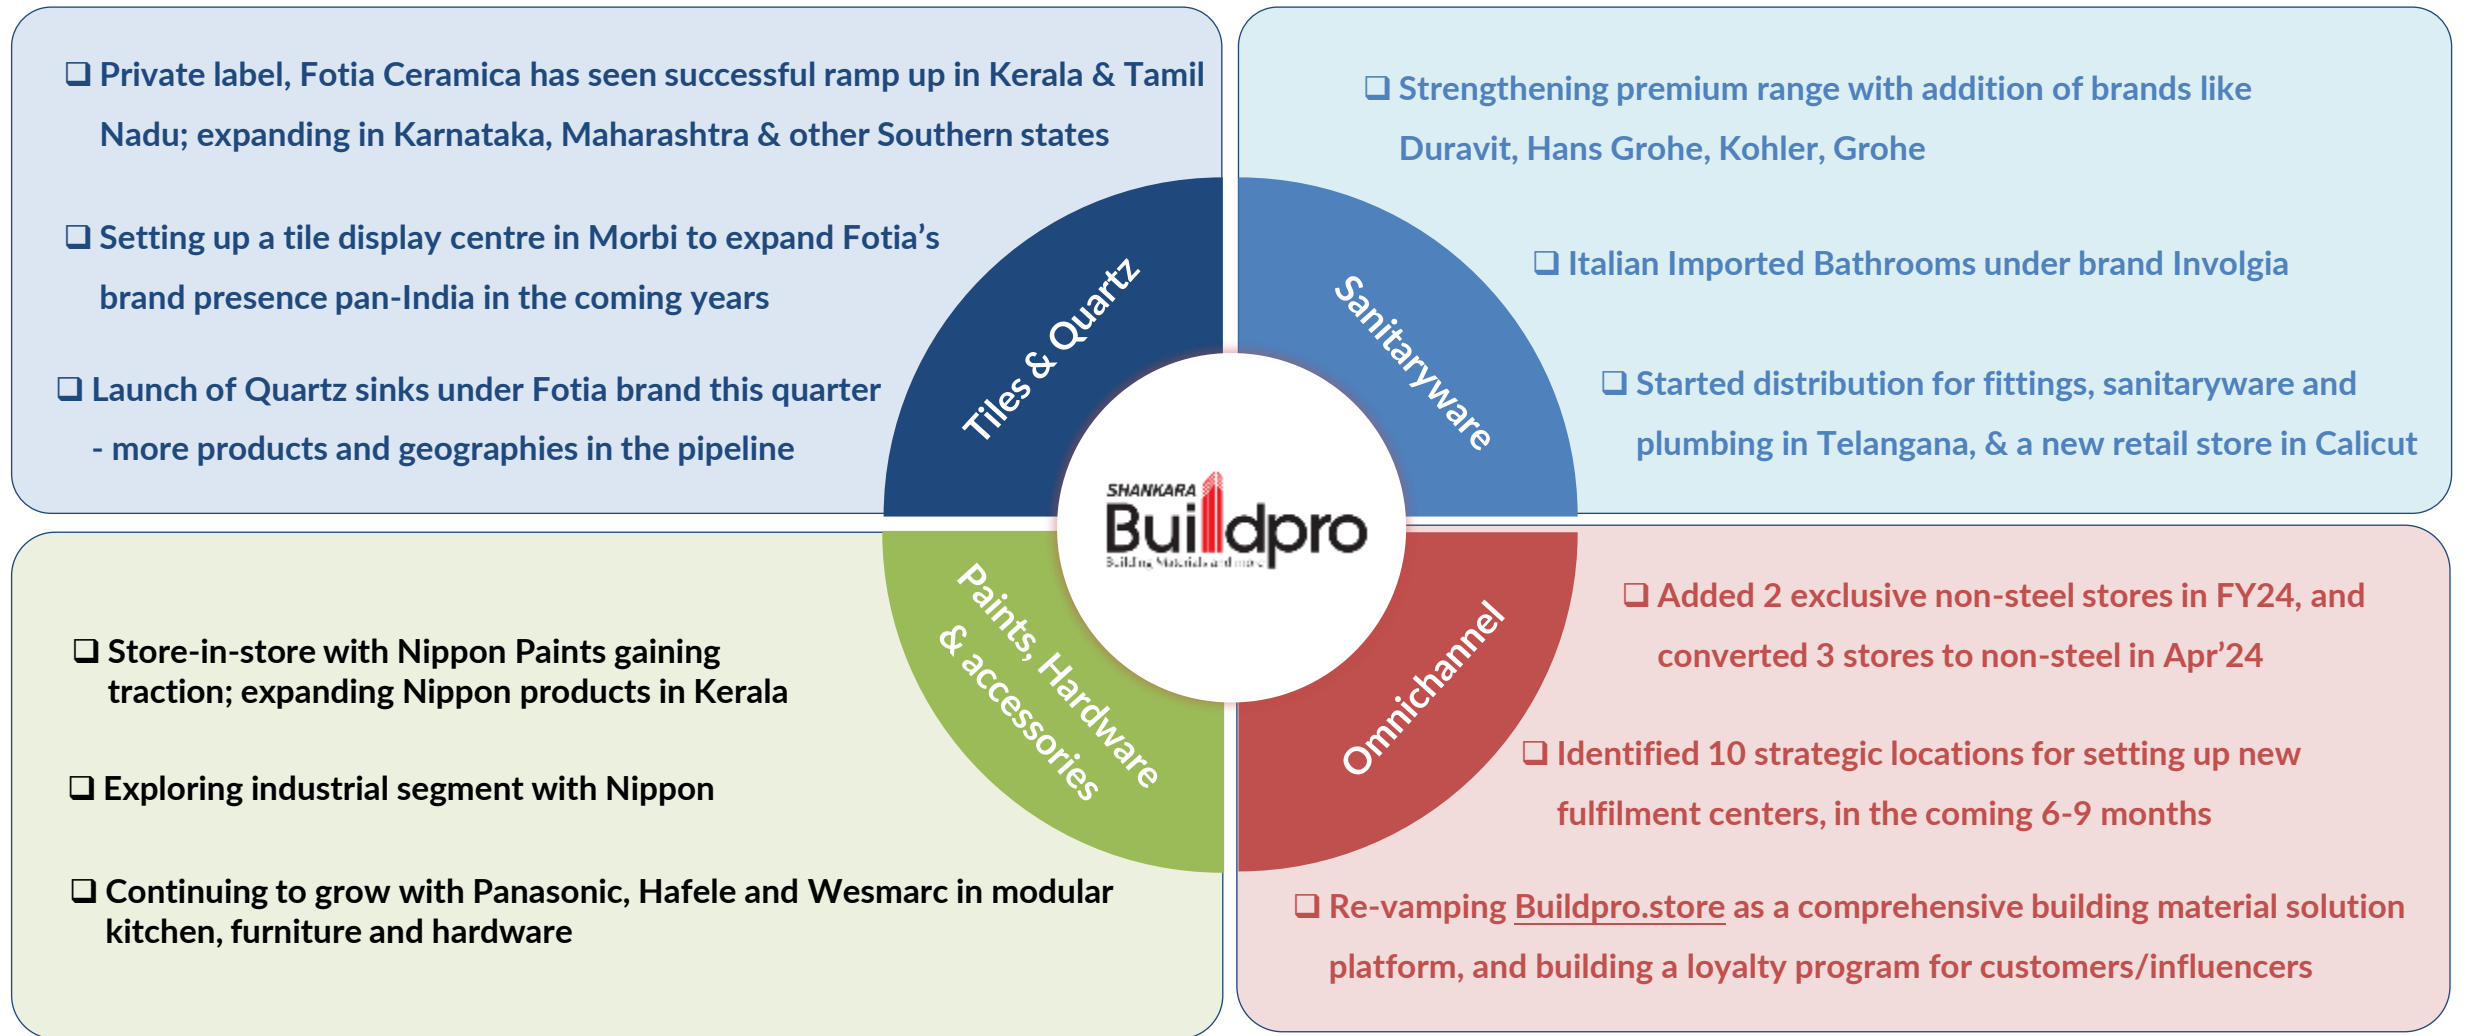 ❑ Private label, Fotia Ceramica has seen successful ramp up in Kerala & Tamil
Nadu; expanding in Karnataka, Maharashtra & other Southern states
❑ Setting up a tile display centre in Morbi to expand Fotia’s
brand presence pan-India in the coming years
❑ Launch of Quartz sinks under Fotia brand this quarter
- more products and geographies in the pipeline
Tiles & Quartz
❑ Strengthening premium range with addition of brands like
Duravit, Hans Grohe, Kohler, Grohe
❑ Italian Imported Bathrooms under brand Involgia
❑ Started distribution for fittings, sanitaryware and
plumbing in Telangana, & a new retail store in Calicut
Sanitaryware
SHANKARA
Buildpro
Building Materials and more
❑ Store-in-store with Nippon Paints gaining
traction; expanding Nippon products in Kerala
❑ Exploring industrial segment with Nippon
❑ Continuing to grow with Panasonic, Hafele and Wesmarc in modular
kitchen, furniture and hardware
Paints, Hardware
& accessories
❑ Added 2 exclusive non-steel stores in FY24, and
converted 3 stores to non-steel in Apr’24
❑ Identified 10 strategic locations for setting up new
fulfilment centers, in the coming 6-9 months
❑ Re-vamping Buildpro.store as a comprehensive building material solution
platform, and building a loyalty program for customers/influencers
Omnichannel